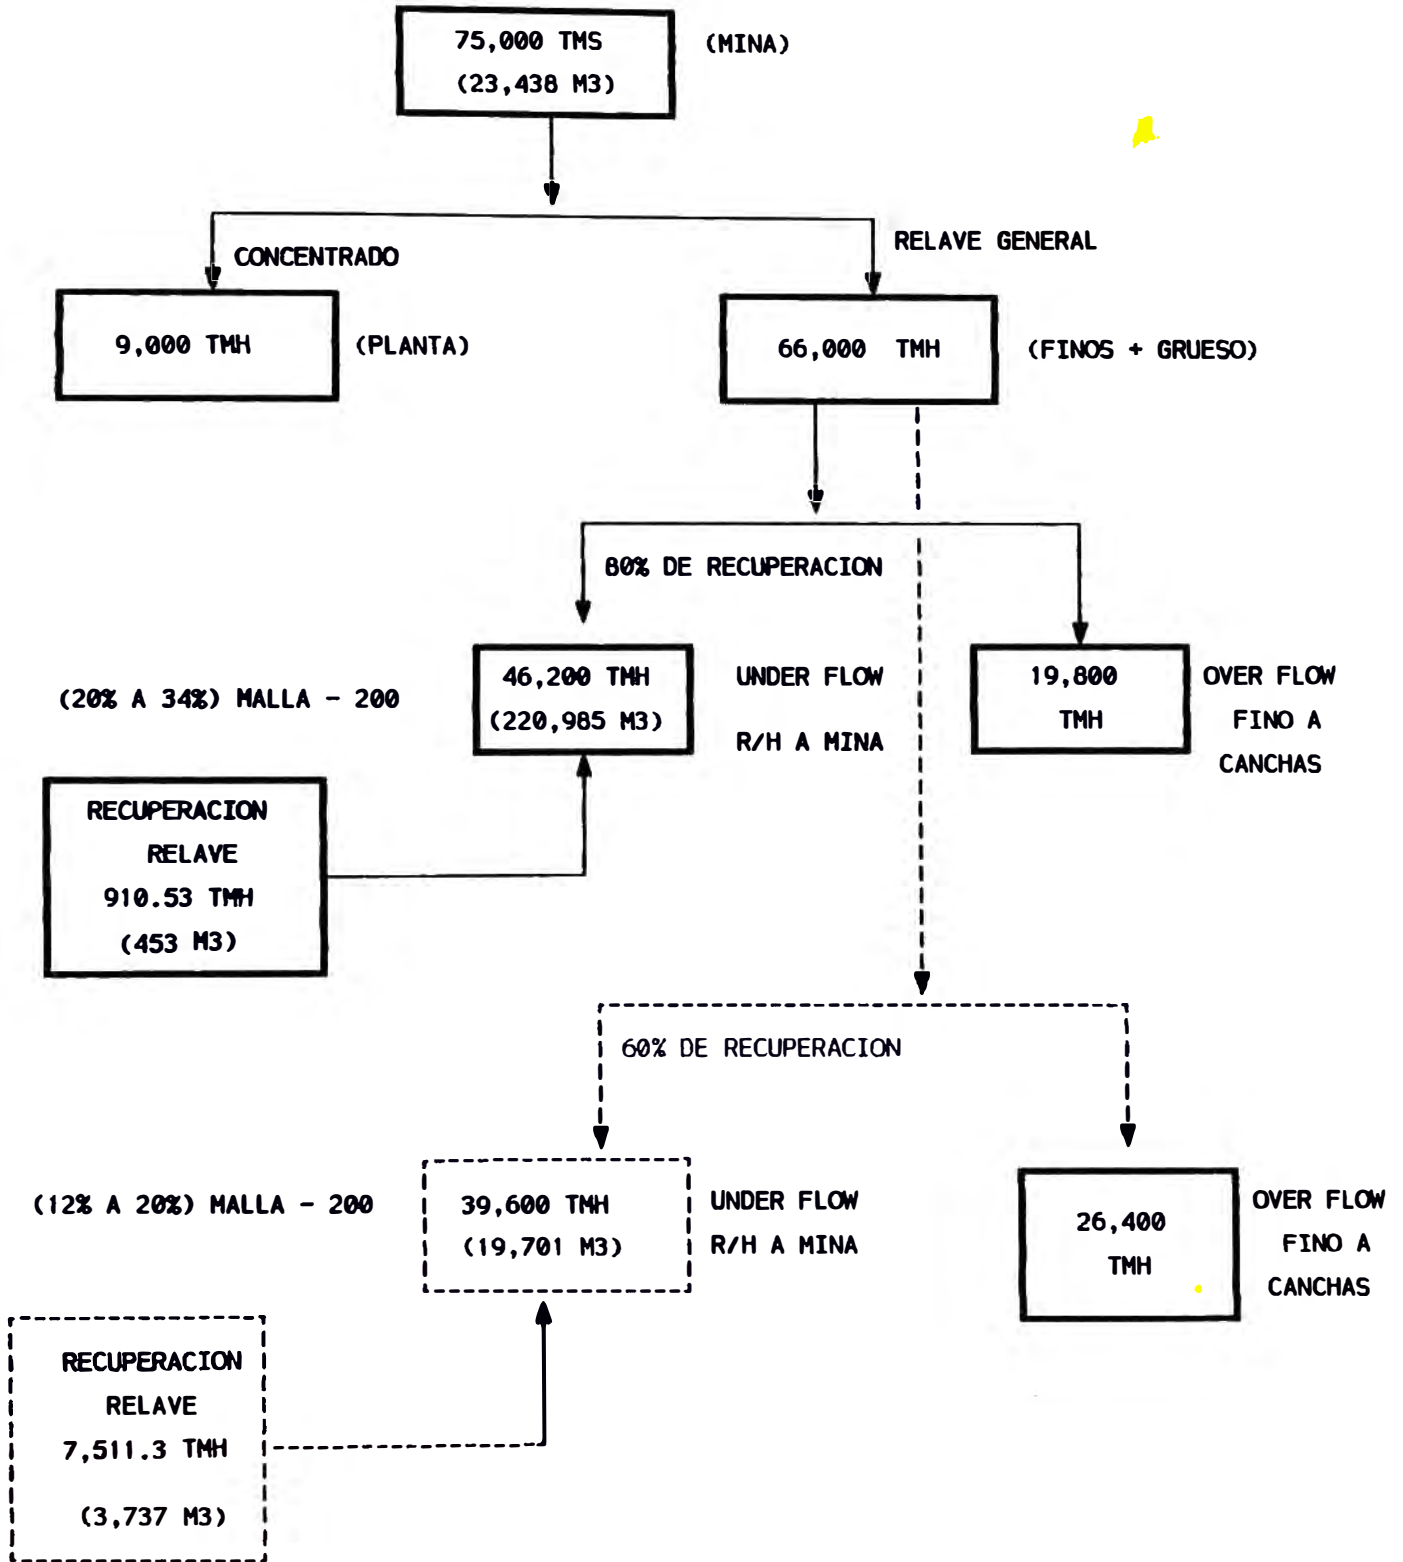 75,000 TMS
(23,438 M3)
(MINA)
CONCENTRADO
RELAVE GENERAL
9,000 TMH
(PLANTA)
66,000 TMH
(FINOS + GRUESO)
80% DE RECUPERACION
(20% A 34%) MALLA - 200
46,200 TMH
(220,985 M3)
UNDER FLOW
R/H A MINA
19,800
TMH
OVER FLOW
FINO A
CANCHAS
RECUPERACION
RELAVE
910.53 TMH
(453 M3)
60% DE RECUPERACION
(12% A 20%) MALLA - 200
39,600 TMH
(19,701 M3)
UNDER FLOW
R/H A MINA
26,400
TMH
OVER FLOW
FINO A
CANCHAS
RECUPERACION
RELAVE
7,511.3 TMH
(3,737 M3)